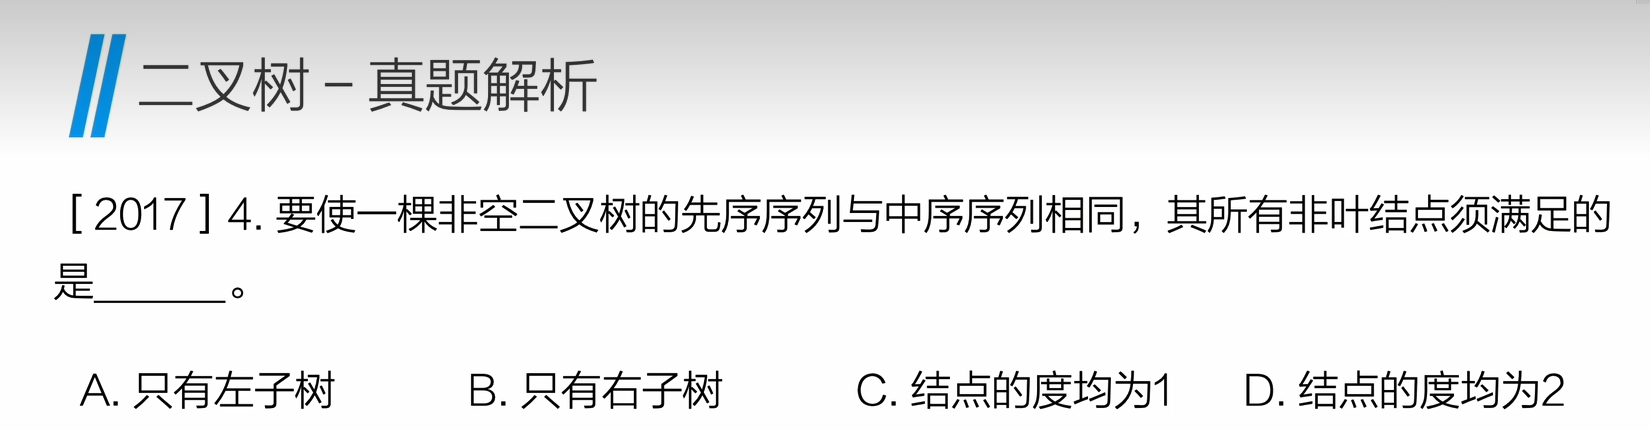 二叉树 – 真题解析
[ 2017 ] 4. 要使一棵非空二叉树的先序序列与中序序列相同，其所有非叶结点须满足的
是______。
A. 只有左子树 B. 只有右子树 C. 结点的度均为1 D. 结点的度均为2